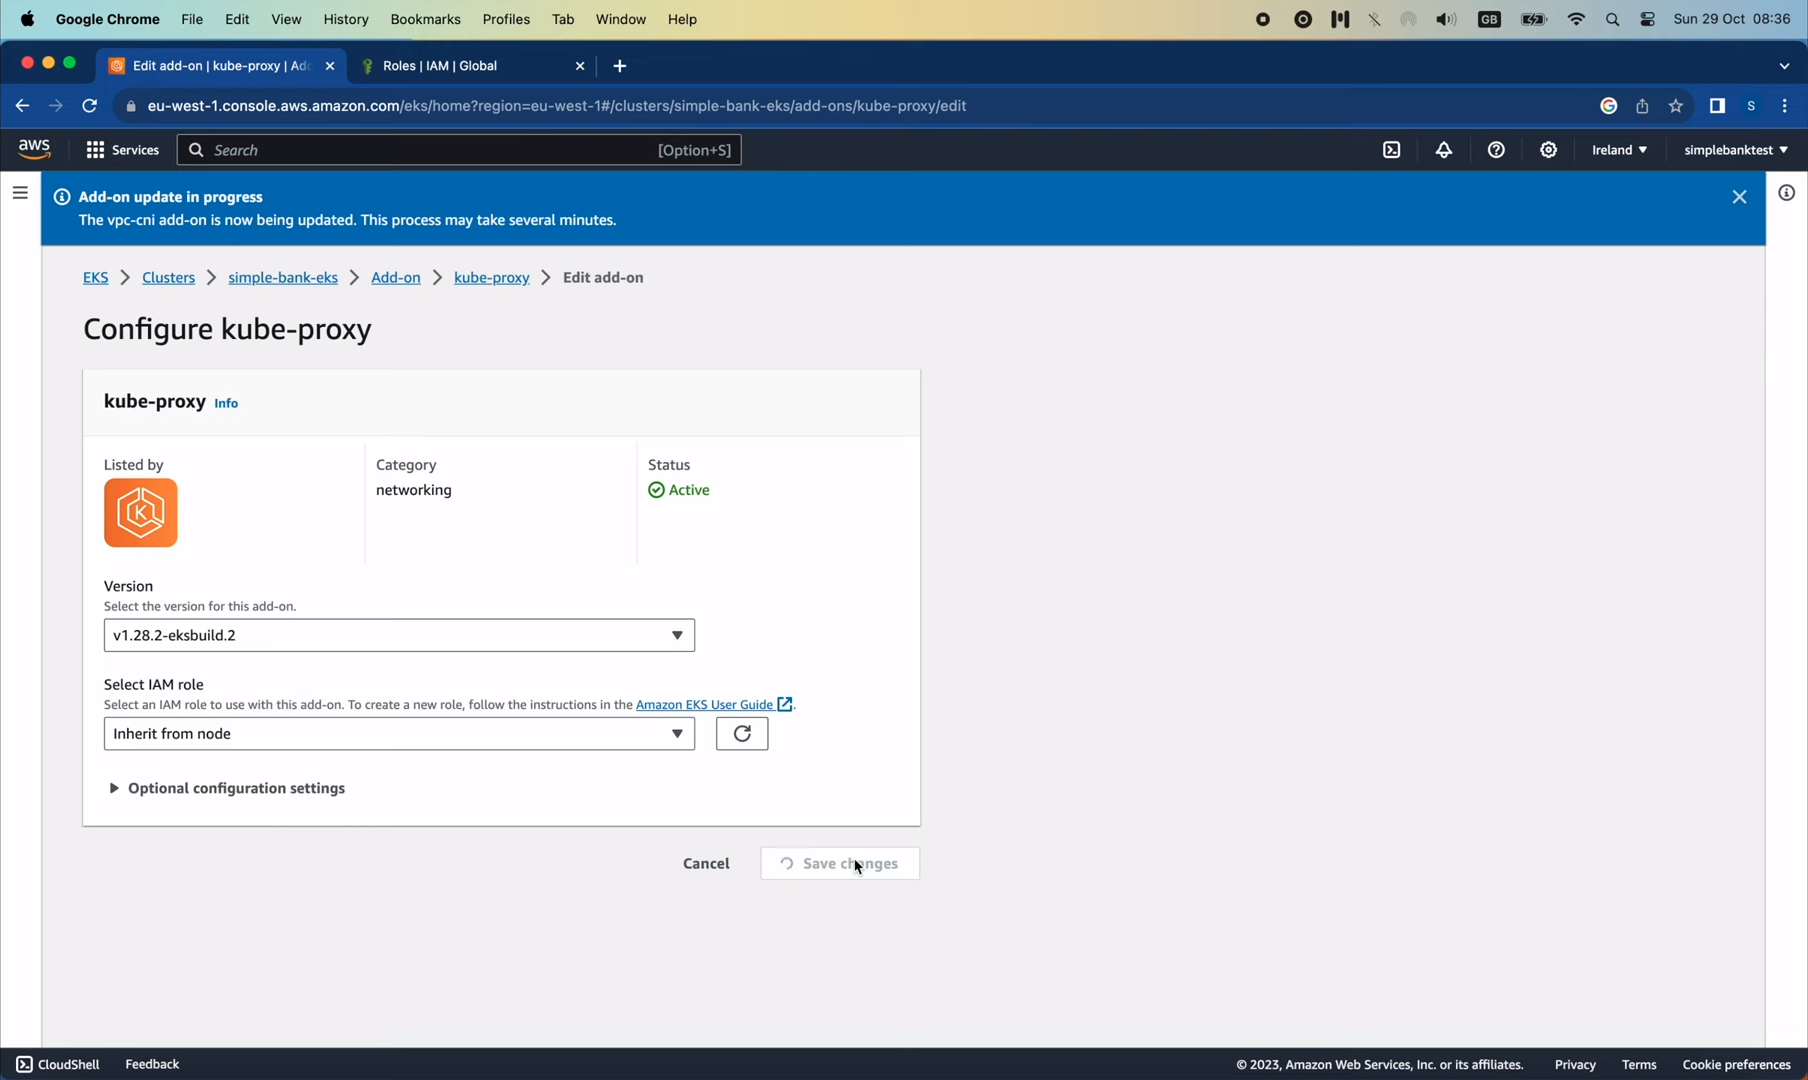 Google Chrome File Edit View History Bookmarks Profiles Tab Window Help GB Sun 29 Oct 08:36
Edit add-on | kube-proxy | Ad Roles | IAM | Global
eu-west-1.console.aws.amazon.com/eks/home?region=eu-west-1#/clusters/simple-bank-eks/add-ons/kube-proxy/edit S
aws Services Search [Option+S] Ireland simplebanktest
Add-on update in progress
The vpc-cni add-on is now being updated. This process may take several minutes.
EKS Clusters simple-bank-eks Add-on kube-proxy Edit add-on
Configure kube-proxy
kube-proxy Info
Listed by Category Status
networking Active
K
Version
Select the version for this add-on.
v1.28.2-eksbuild.2
Select IAM role
Select an IAM role to use with this add-on. To create a new role, follow the instructions in the Amazon EKS User Guide.
Inherit from node
Optional configuration settings
Cancel Save changes
CloudShell Feedback © 2023, Amazon Web Services, Inc. or its affiliates. Privacy Terms Cookie preferences